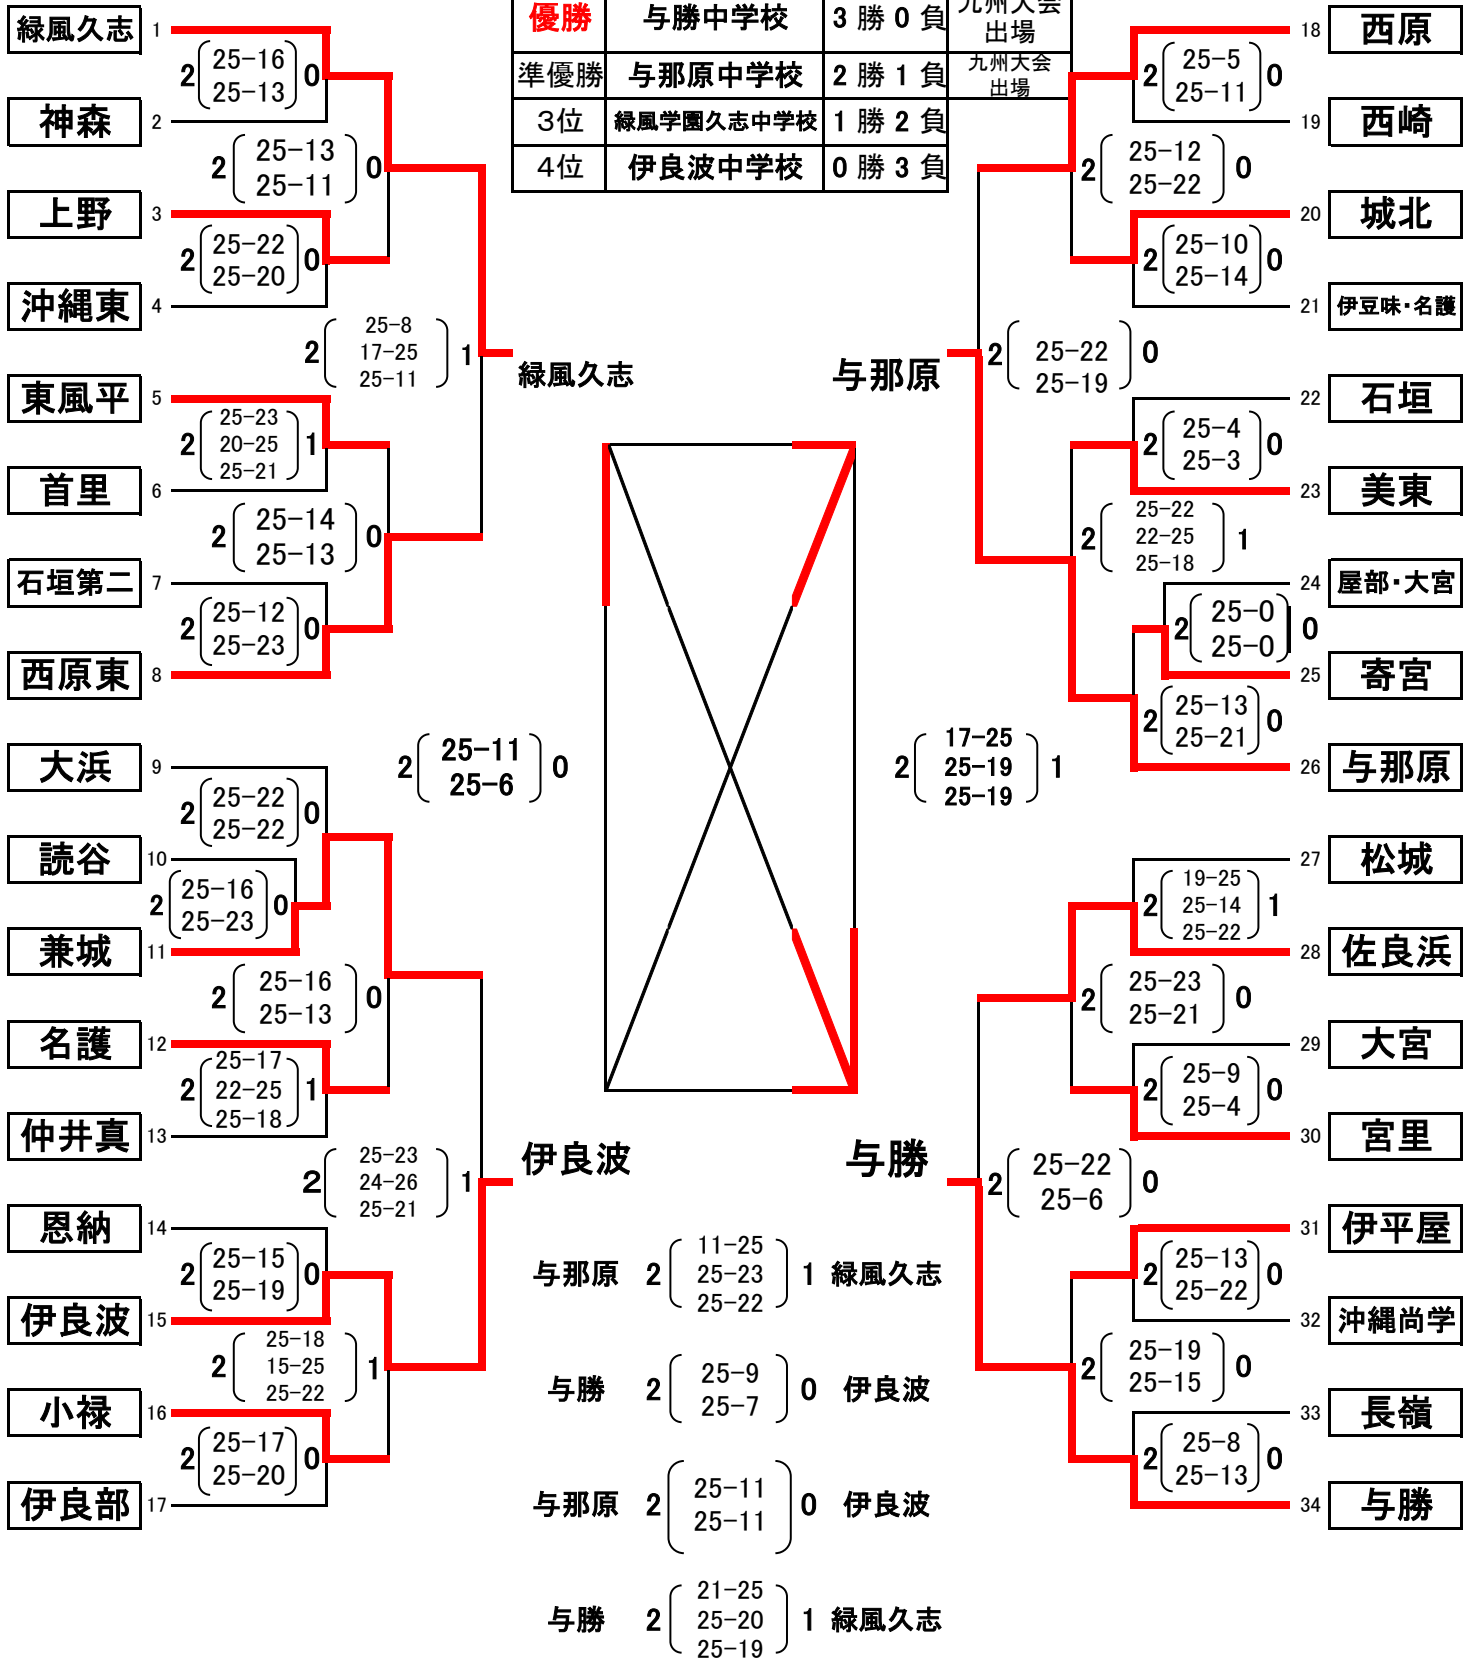 優勝 与勝中学校 3 勝 0 負 九州大会
出場
準優勝 与那原中学校 2 勝 1 負 九州大会
出場
3位 緑風学園久志中学校 1 勝 2 負
4位 伊良波中学校 0 勝 3 負
緑風久志 1
2 25-16 0
25-13
神森 2
2 25-13 0
25-11
上野 3
2 25-22 0
25-20
沖縄東 4
2 25-8 1
17-25
25-11
緑風久志
東風平 5
2 25-23 1
20-25
25-21
首里 6
2 25-14 0
25-13
石垣第二 7
2 25-12 0
25-23
西原東 8
2 25-11 0
25-6
大浜 9
2 25-22 0
25-22
読谷 10
2 25-16 0
25-23
兼城 11
2 25-16 0
25-13
名護 12
2 25-17 1
22-25
25-18
仲井真 13
2 25-23 1
24-26
25-21
伊良波
恩納 14
2 25-15 0
25-19
伊良波 15
2 25-18 1
15-25
25-22
小禄 16
2 25-17 0
25-20
伊良部 17
18 西原
2 25-5 0
25-11
19 西崎
2 25-12 0
25-22
20 城北
2 25-10 0
25-14
21 伊豆味・名護
2 25-22 0
25-19
与那原
22 石垣
2 25-4 0
25-3
23 美東
2 25-22 1
22-25
25-18
24 屋部・大宮
2 25-0 0
25-0
25 寄宮
2 25-13 0
25-21
26 与那原
2 17-25 1
25-19
25-19
27 松城
2 19-25 1
25-14
25-22
28 佐良浜
2 25-23 0
25-21
29 大宮
2 25-9 0
25-4
30 宮里
与勝
2 25-22 0
25-6
31 伊平屋
2 25-13 0
25-22
32 沖縄尚学
2 25-19 0
25-15
33 長嶺
2 25-8 0
25-13
34 与勝
与那原 2 11-25 1 緑風久志
25-23
25-22
与勝 2 25-9 0 伊良波
25-7
与那原 2 25-11 0 伊良波
25-11
与勝 2 21-25 1 緑風久志
25-20
25-19